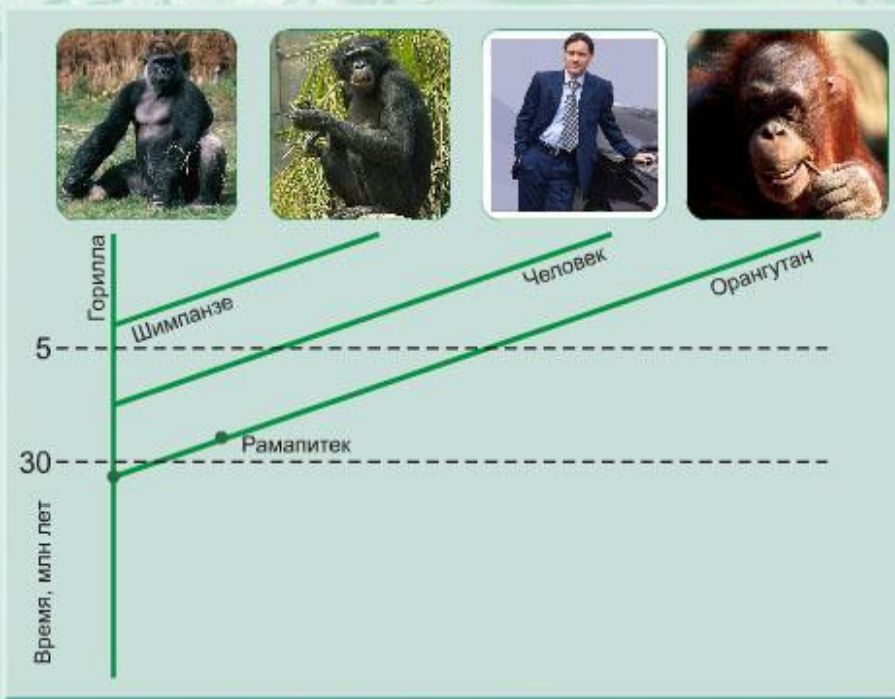 Горилла
Шимпанзе
Человек
Орангутан
5
Рамапитек
30
Время, млн лет